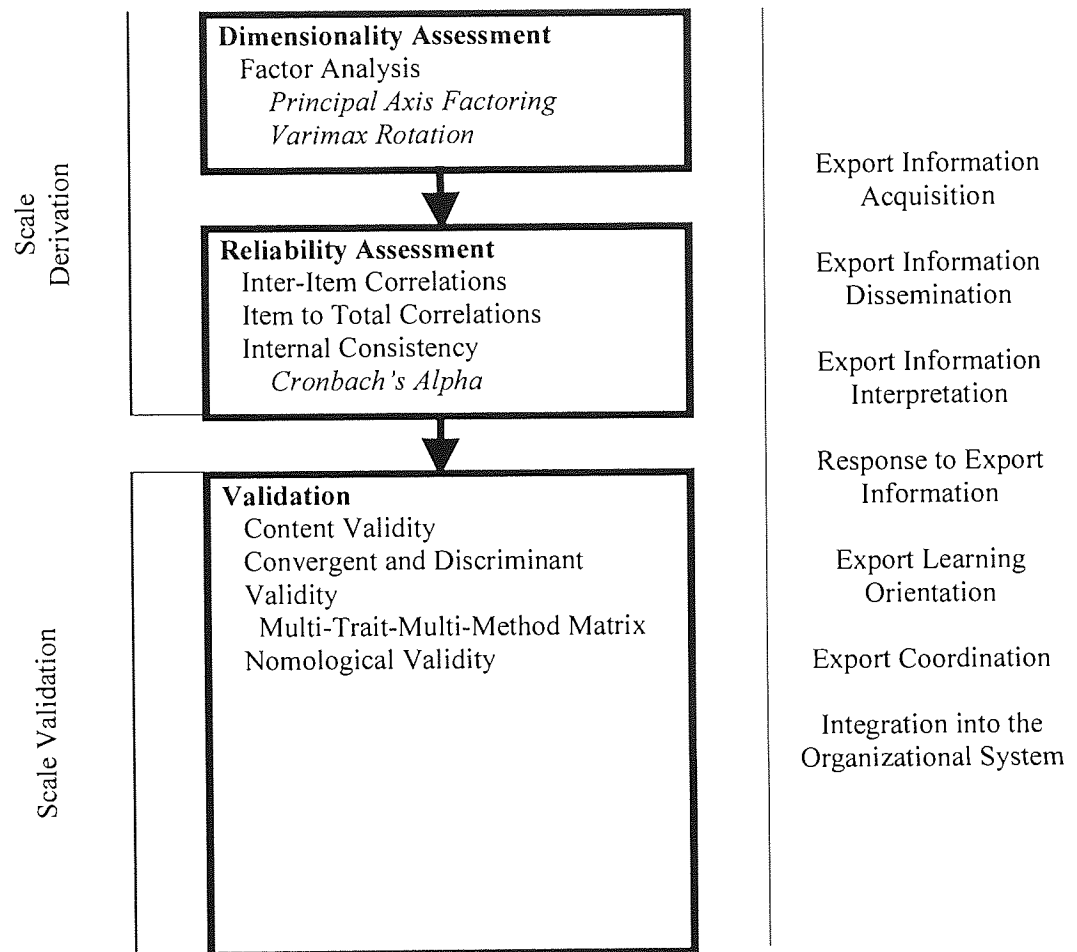 Scale
Derivation
Dimensionality Assessment
Factor Analysis
Principal Axis Factoring
Varimax Rotation
Reliability Assessment
Inter-Item Correlations
Item to Total Correlations
Internal Consistency
Cronbach's Alpha
Scale Validation
Validation
Content Validity
Convergent and Discriminant
Validity
Multi-Trait-Multi-Method Matrix
Nomological Validity
Export Information
Acquisition
Export Information
Dissemination
Export Information
Interpretation
Response to Export
Information
Export Learning
Orientation
Export Coordination
Integration into the
Organizational System